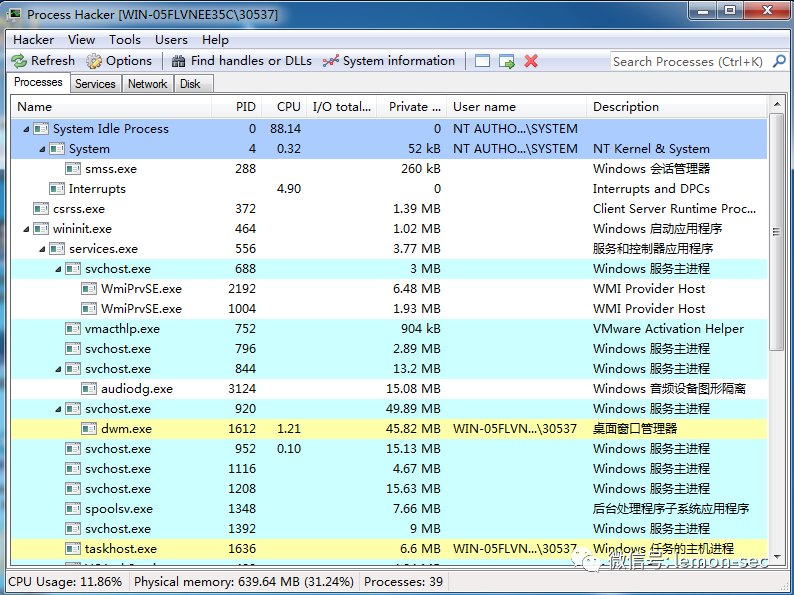 Process Hacker [WIN-05FLVNEE35C\30537]
Hacker View Tools Users Help
Refresh Options Find handles or DLLs System information Search Processes (Ctrl+K)
Processes Services Network Disk
Name PID CPU I/O total... Private ... User name Description
System Idle Process 0 88.14 0 NT AUTHO...\SYSTEM
System 4 0.32 52 kB NT AUTHO...\SYSTEM NT Kernel & System
smss.exe 288 260 kB Windows 会话管理器
Interrupts 4.90 0 Interrupts and DPCs
csrss.exe 372 1.39 MB Client Server Runtime Proc...
wininit.exe 464 1.02 MB Windows 启动应用程序
services.exe 556 3.77 MB 服务和控制器应用程序
svchost.exe 688 3 MB Windows 服务主进程
WmiPrvSE.exe 2192 6.48 MB WMI Provider Host
WmiPrvSE.exe 1004 1.93 MB WMI Provider Host
vmacthlp.exe 752 904 kB VMware Activation Helper
svchost.exe 796 2.89 MB Windows 服务主进程
svchost.exe 844 13.2 MB Windows 服务主进程
audiodg.exe 3124 15.08 MB Windows 音频设备图形隔离
svchost.exe 920 49.89 MB Windows 服务主进程
dwm.exe 1612 1.21 45.82 MB WIN-05FLVN...\30537 桌面窗口管理器
svchost.exe 952 0.10 15.13 MB Windows 服务主进程
svchost.exe 1116 4.67 MB Windows 服务主进程
svchost.exe 1208 15.63 MB Windows 服务主进程
spoolsv.exe 1348 7.66 MB 后台处理程序子系统应用程序
svchost.exe 1392 9 MB Windows 服务主进程
taskhost.exe 1636 6.6 MB WIN-05FLVN...\30537 Windows 任务的主机进程
微信号: lemon-sec
CPU Usage: 11.86% Physical memory: 639.64 MB (31.24%) Processes: 39